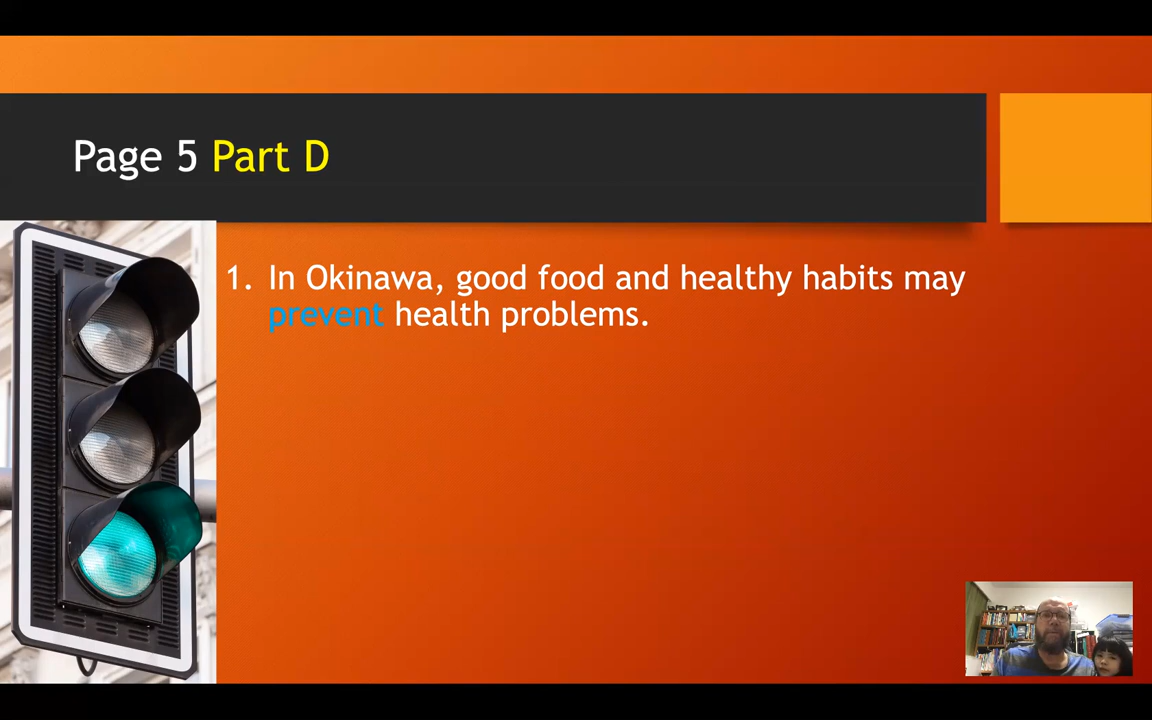 Page 5 Part D
1. In Okinawa, good food and healthy habits may
prevent health problems.